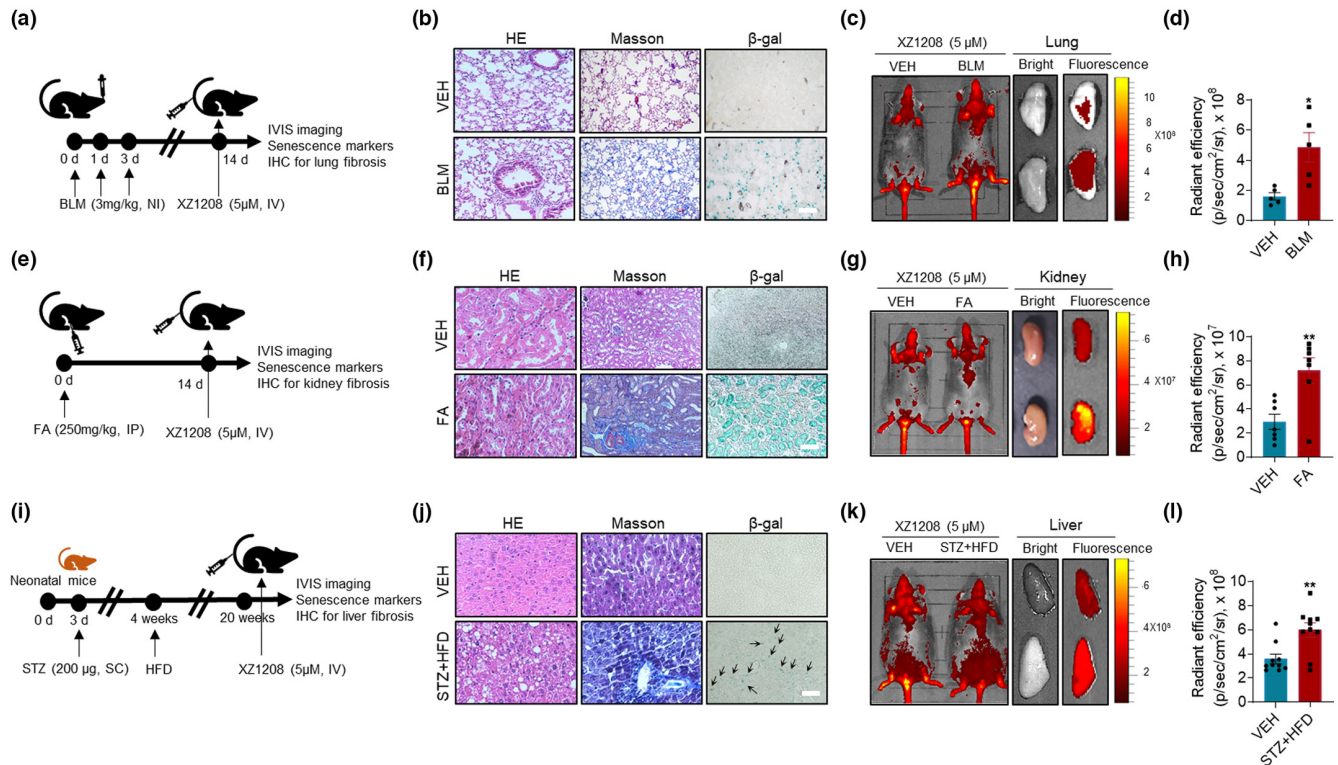 (a)
IVIS imaging
Senescence markers
IHC for lung fibrosis
0 d 1 d 3 d 14 d
BLM (3mg/kg, NI) XZ1208 (5µM, IV)
(b)
HE Masson β-gal
VEH
BLM
(c)
XZ1208 (5 µM) Lung
VEH BLM Bright Fluorescence
10
8
X10⁸
6
4
2
(d)
Radiant efficiency
(p/sec/cm²/sr), x 10⁸
8
6
4
2
0
*
VEH BLM
(e)
IVIS imaging
Senescence markers
IHC for kidney fibrosis
0 d 14 d
FA (250mg/kg, IP) XZ1208 (5µM, IV)
(f)
HE Masson β-gal
VEH
FA
(g)
XZ1208 (5 µM) Kidney
VEH FA Bright Fluorescence
6
4 X10⁷
2
(h)
Radiant efficiency
(p/sec/cm²/sr), x 10⁷
10
8
6
4
2
0
**
VEH FA
(i)
Neonatal mice
IVIS imaging
Senescence markers
IHC for liver fibrosis
0 d 3 d 4 weeks 20 weeks
STZ (200 µg, SC) HFD XZ1208 (5µM, IV)
(j)
HE Masson β-gal
VEH
STZ+HFD
(k)
XZ1208 (5 µM) Liver
VEH STZ+HFD Bright Fluorescence
6
4X10⁸
2
(l)
Radiant efficiency
(p/sec/cm²/sr), x 10⁸
10
8
6
4
2
0
**
VEH STZ+HFD